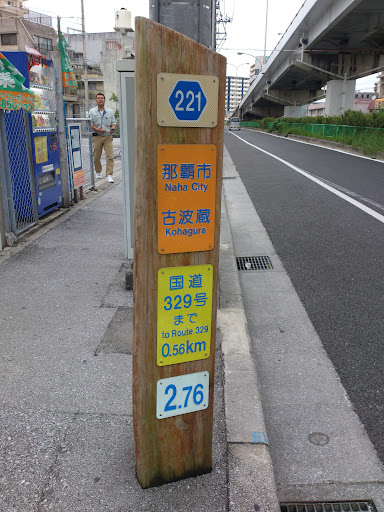 221
那覇市
Naha City
古波蔵
Kohagura
国道
329号
まで
to Route 329
0.56km
2.76